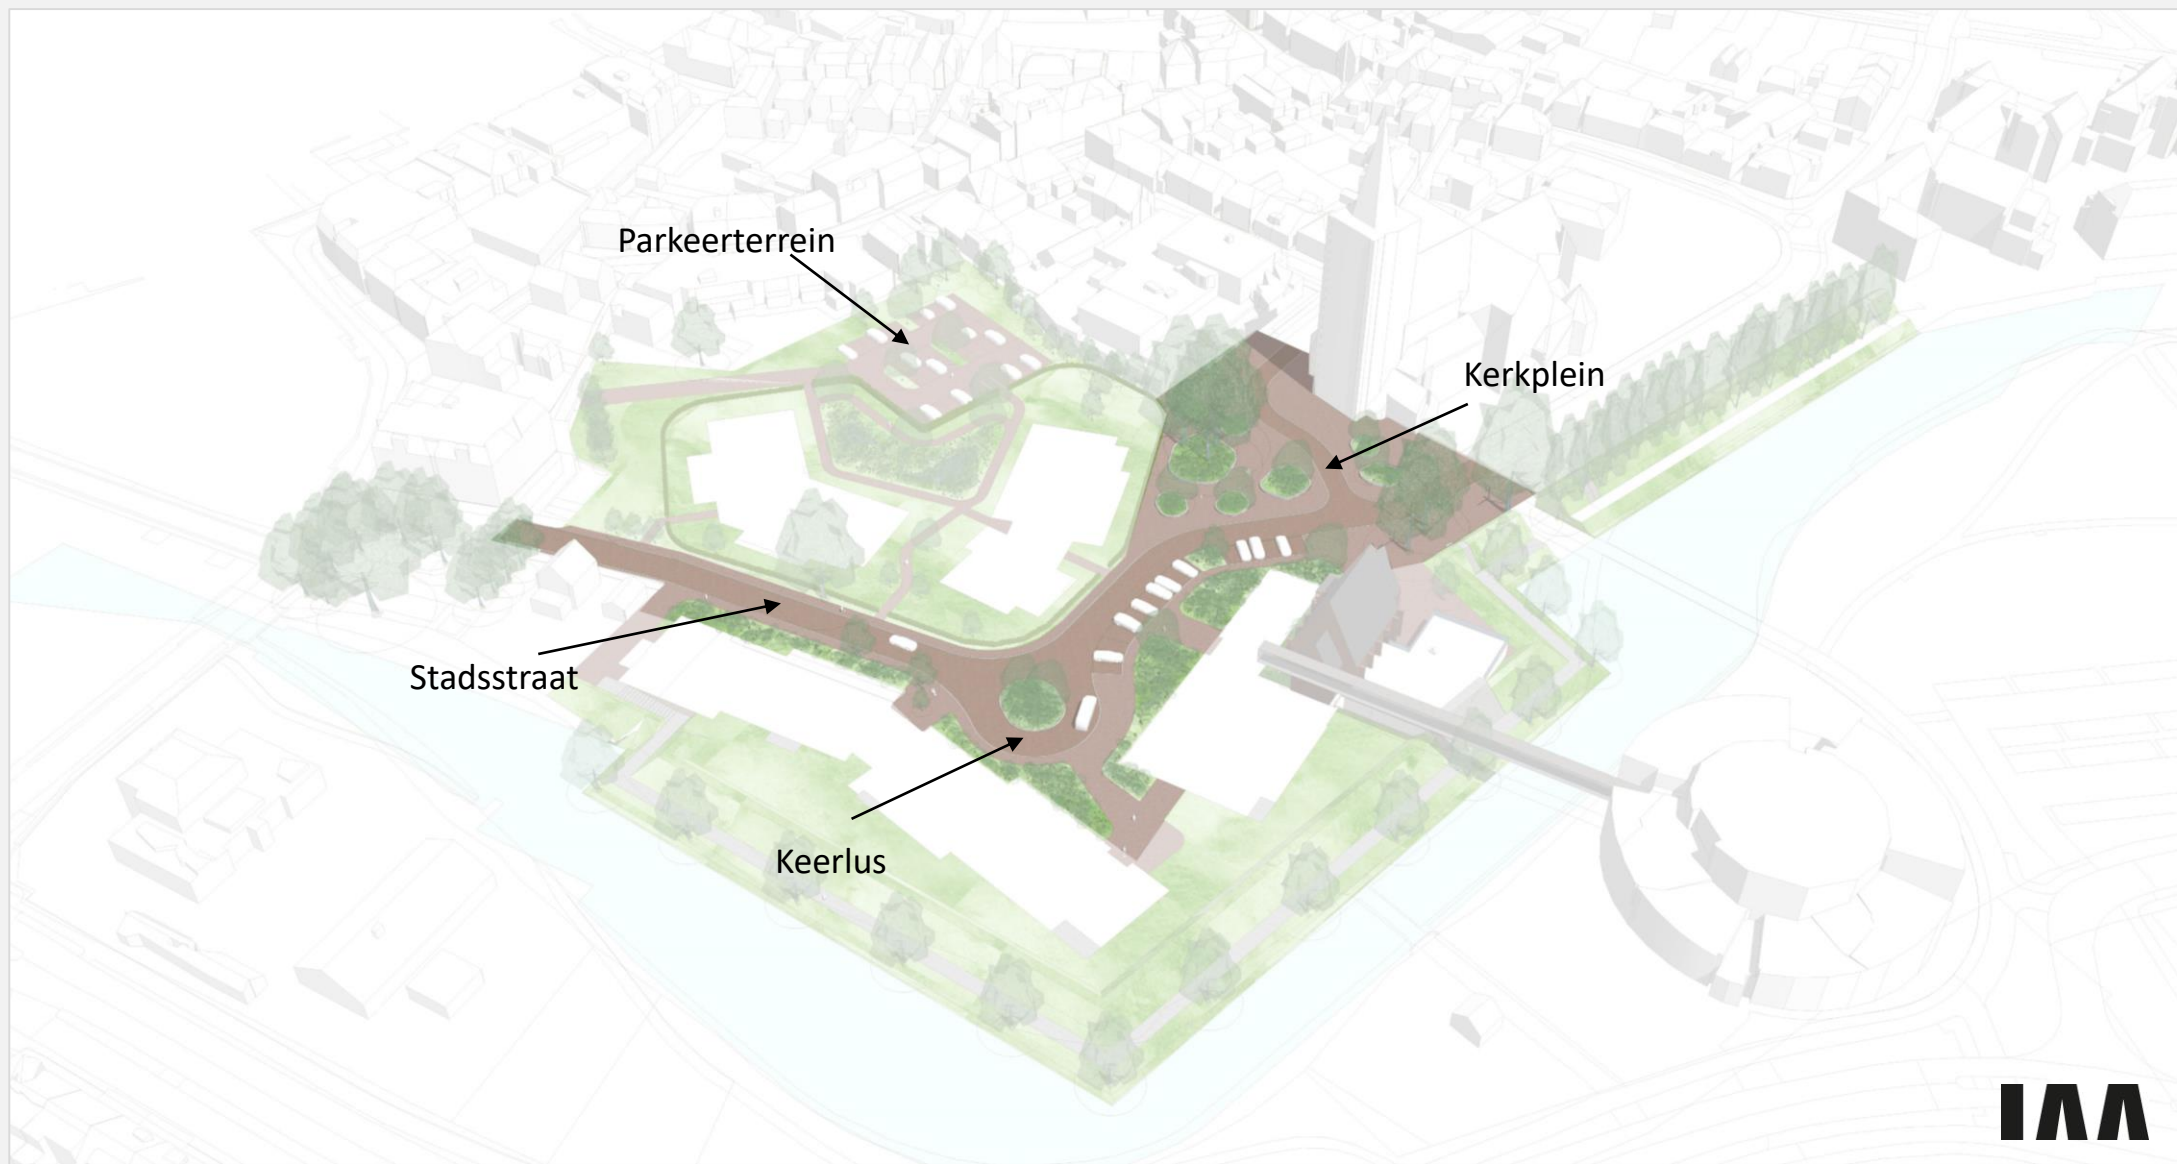 Parkeerterrein
Kerkplein
Stadsstraat
Keerlus
IAA